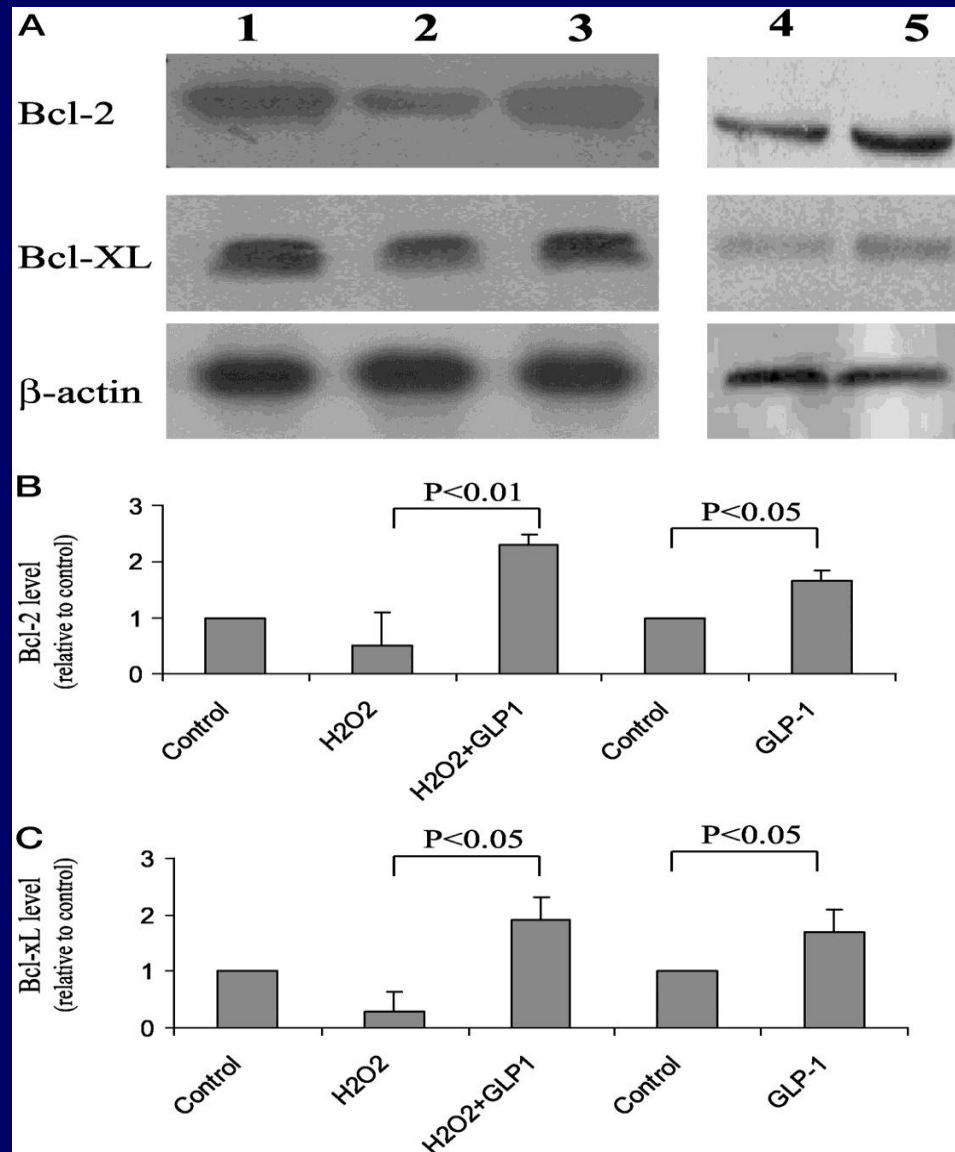 A 1 2 3 4 5
Bcl-2
Bcl-XL
β-actin
B
Bcl-2 level
(relative to control)
3
2
1
0
P<0.01
P<0.05
Control
H2O2
H2O2+GLP1
Control
GLP-1
C
Bcl-xL level
(relative to control)
3
2
1
0
P<0.05
P<0.05
Control
H2O2
H2O2+GLP1
Control
GLP-1